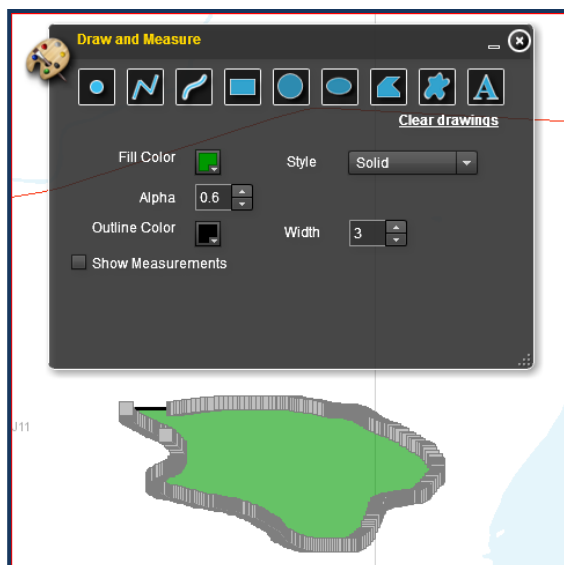 Draw and Measure
A
Clear drawings
Fill Color Style Solid
Alpha 0.6
Outline Color Width 3
Show Measurements
J11